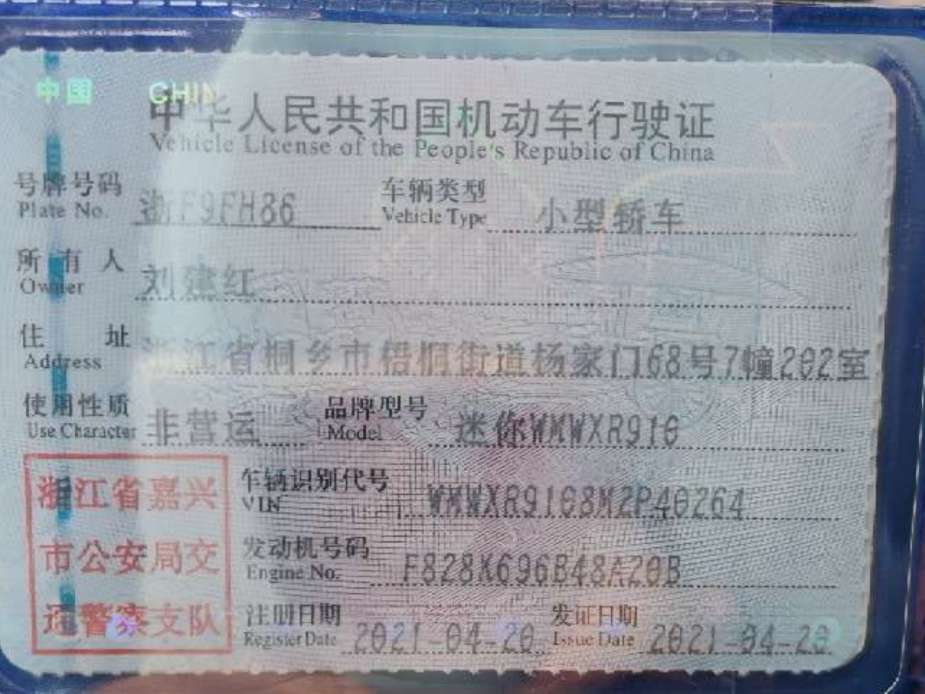 中国 CHIN
中华人民共和国机动车行驶证
Vehicle License of the People's Republic of China
号牌号码 浙F9FH86 车辆类型 小型轿车
Plate No. Vehicle Type
所有人 刘建红
Owner
住址 浙江省桐乡市梧桐街道杨家门68号7幢202室
Address
使用性质 非营运 品牌型号 迷你WMWXR916
Use Character Model
浙江省嘉兴
市公安局交
通警察支队
车辆识别代号 WMWXR9168M2P40264
VIN
发动机号码 F828K696B48A20B
Engine No.
注册日期 2021-04-20 发证日期 2021-04-20
Register Date Issue Date